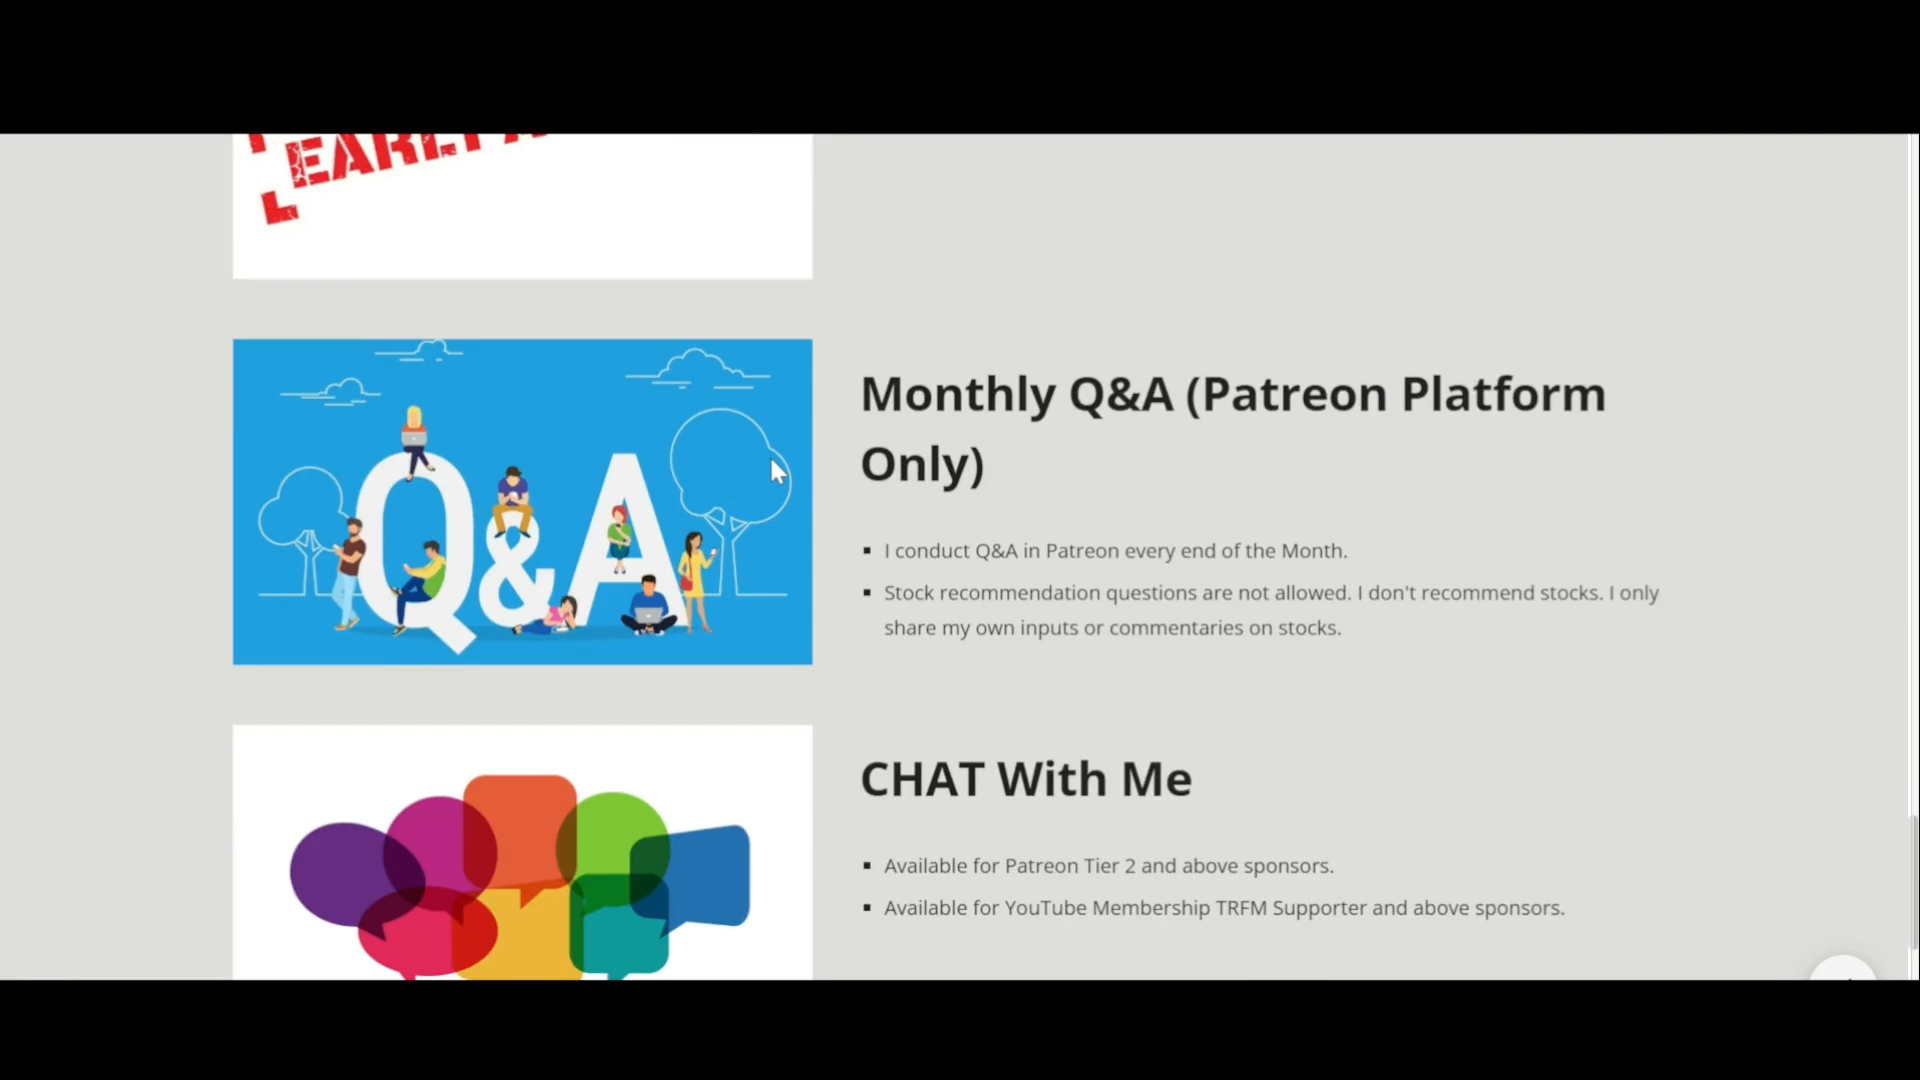 EARLY
Q&A
Monthly Q&A (Patreon Platform
Only)
I conduct Q&A in Patreon every end of the Month.
Stock recommendation questions are not allowed. I don't recommend stocks. I only
share my own inputs or commentaries on stocks.
CHAT With Me
Available for Patreon Tier 2 and above sponsors.
Available for YouTube Membership TRFM Supporter and above sponsors.